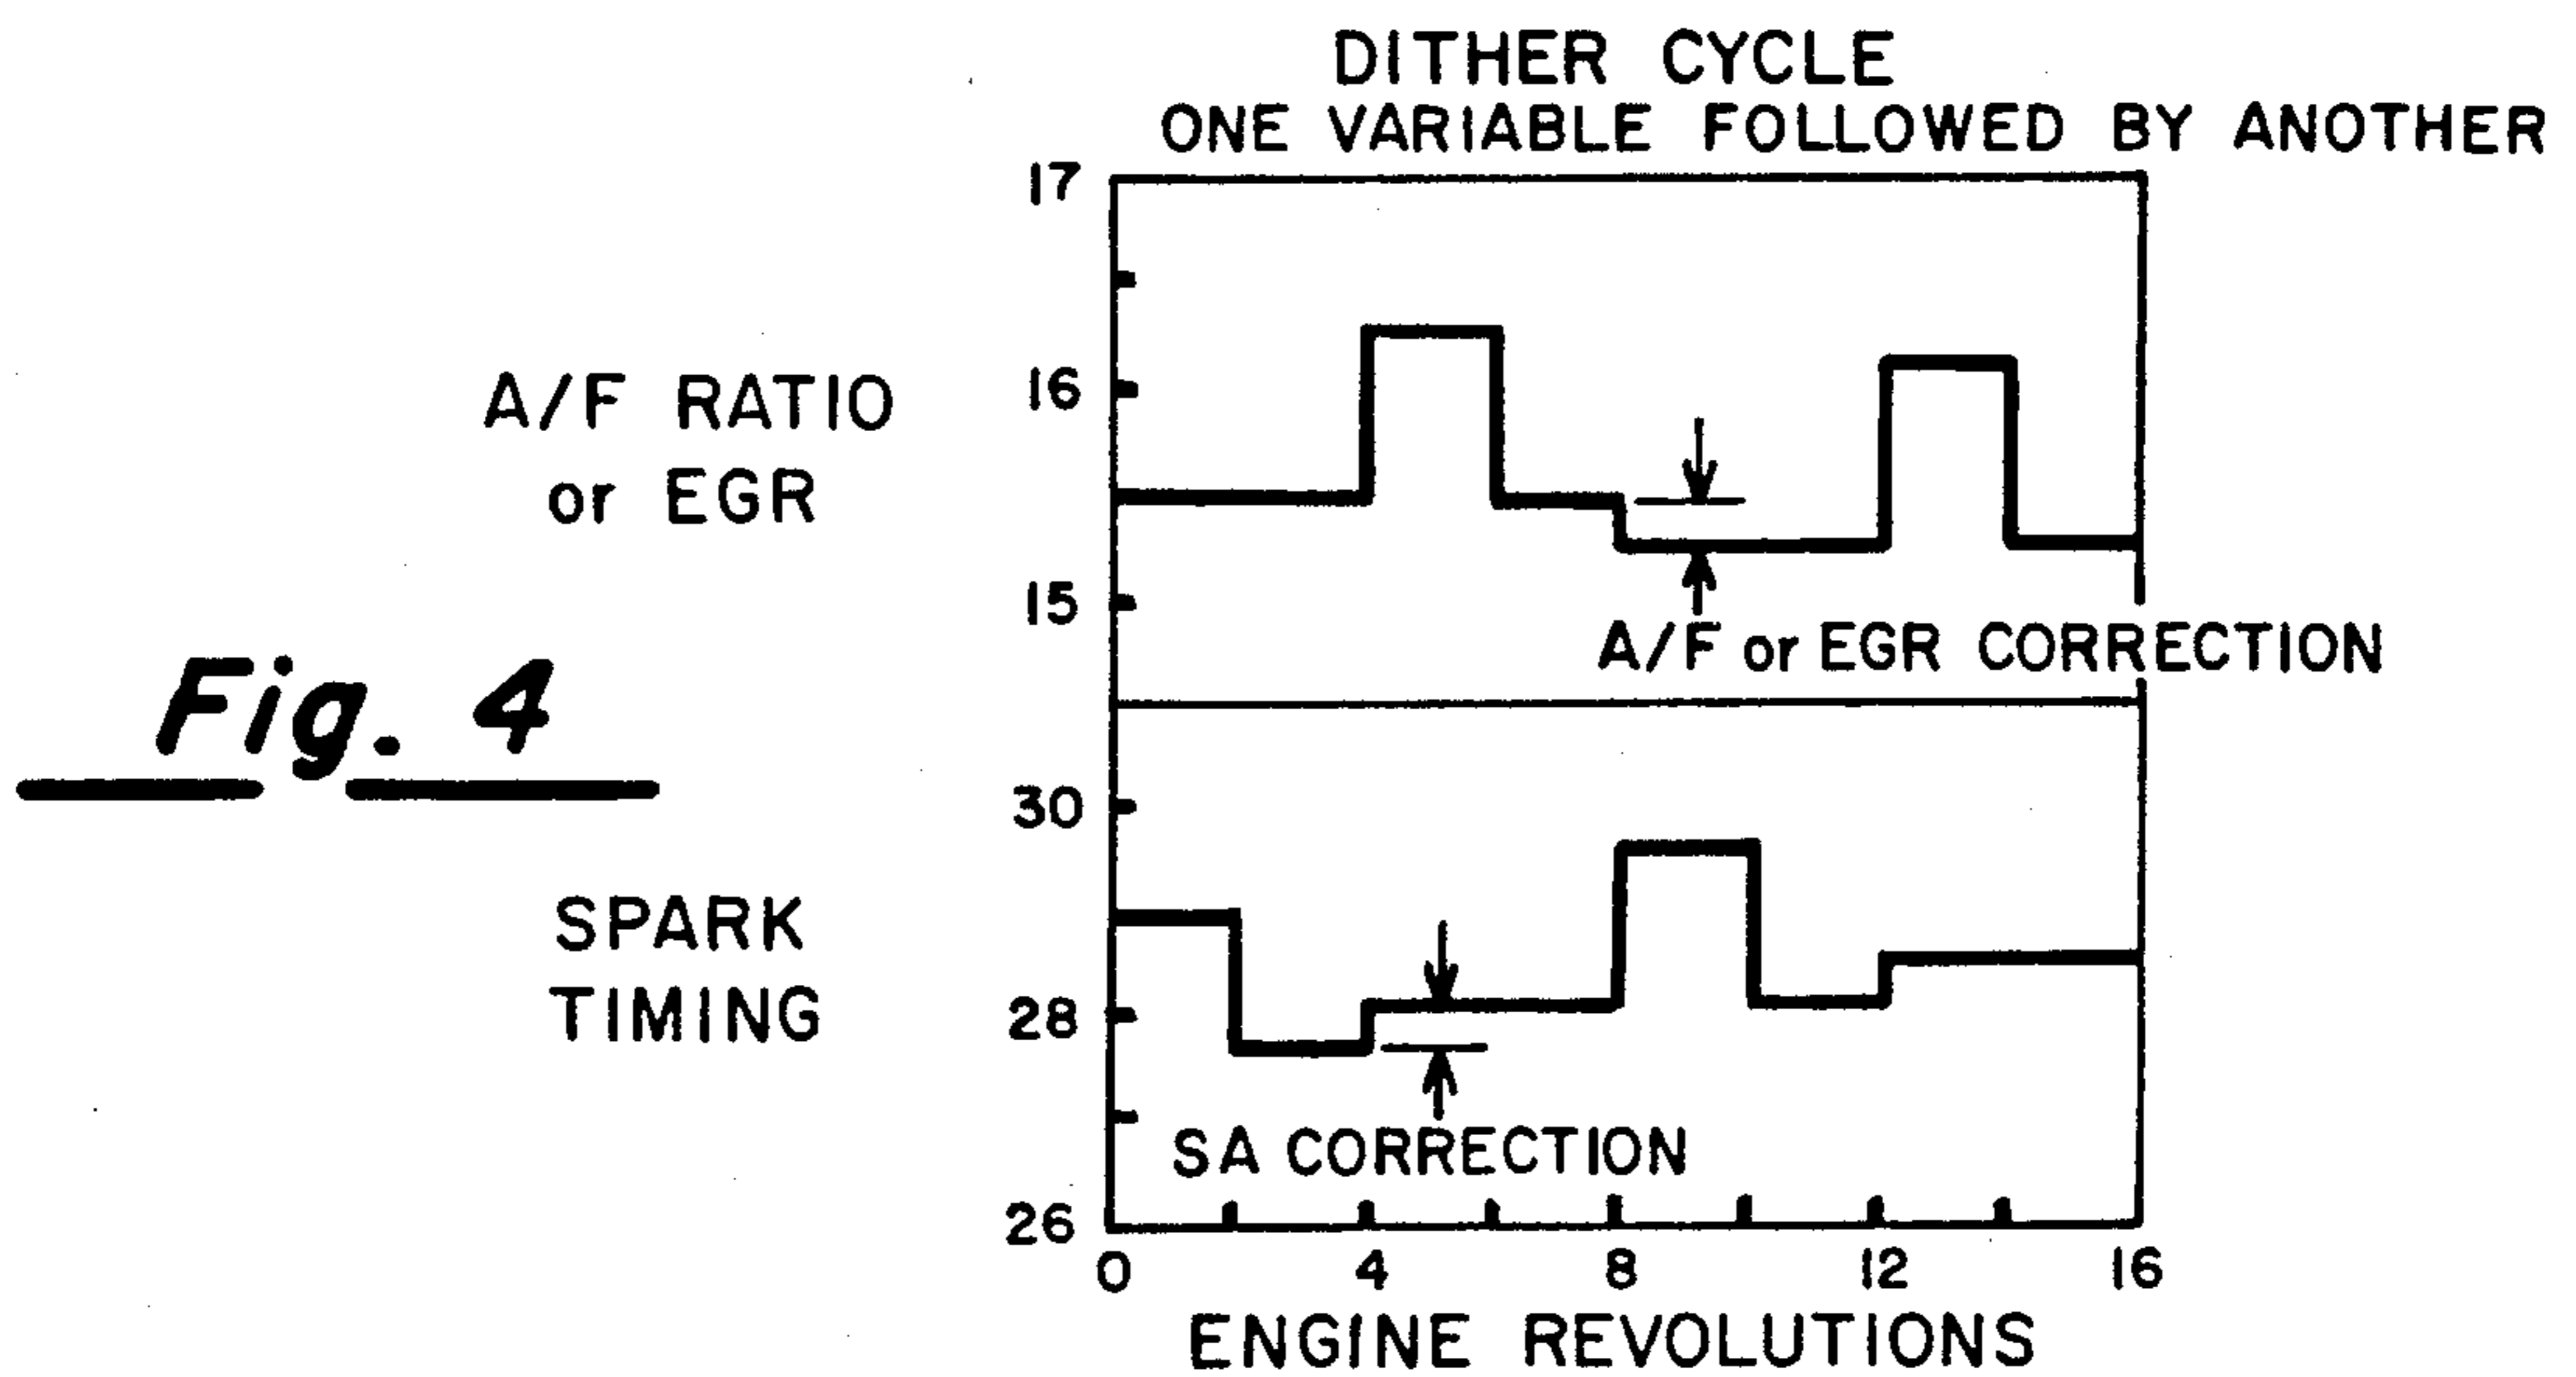 DITHER CYCLE
ONE VARIABLE FOLLOWED BY ANOTHER
17
16
15
A/F RATIO
or EGR
A/F or EGR CORRECTION
Fig. 4
30
28
26
SPARK
TIMING
SA CORRECTION
0 4 8 12 16
ENGINE REVOLUTIONS